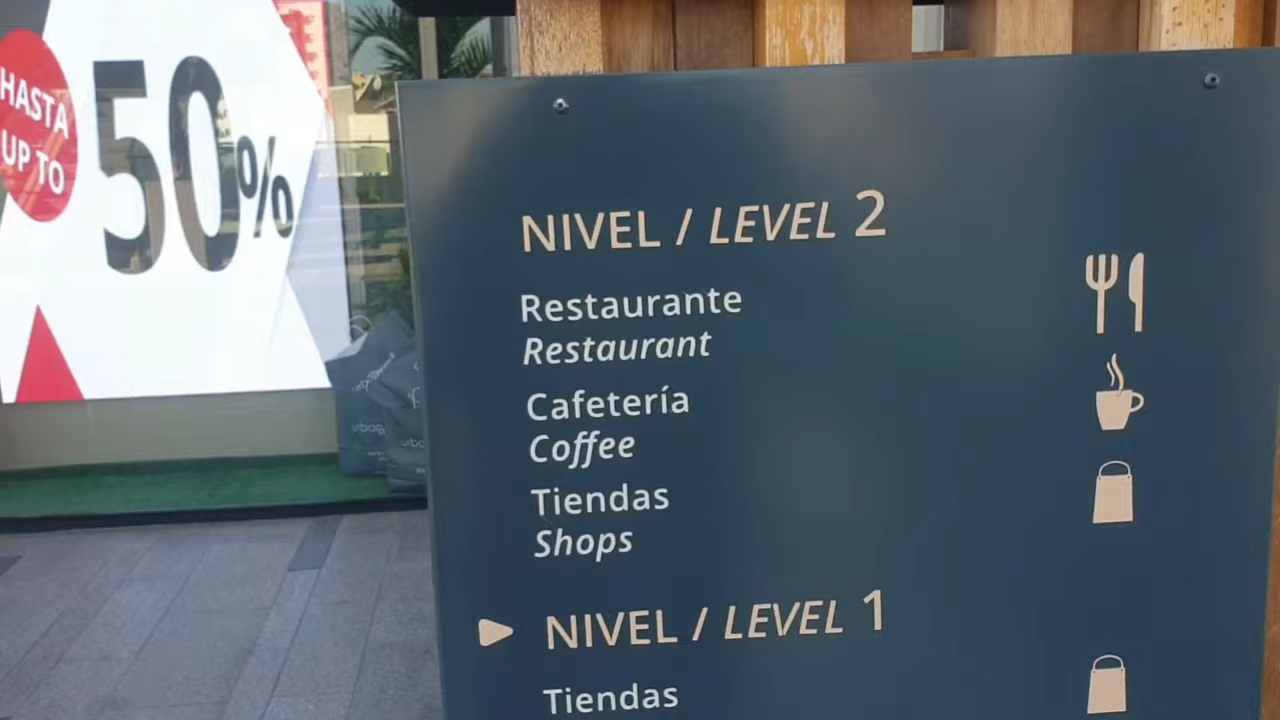 HASTA
UP TO
50%
NIVEL / LEVEL 2
Restaurante
Restaurant
Cafetería
Coffee
Tiendas
Shops
NIVEL / LEVEL 1
Tiendas